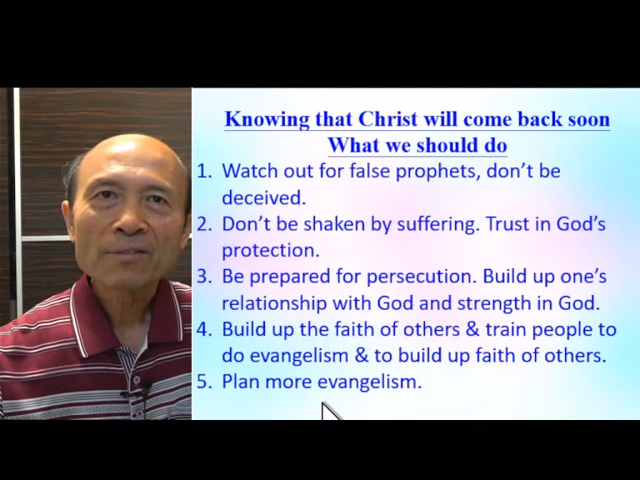 Knowing that Christ will come back soon
What we should do
1. Watch out for false prophets, don't be
deceived.
2. Don't be shaken by suffering. Trust in God's
protection.
3. Be prepared for persecution. Build up one's
relationship with God and strength in God.
4. Build up the faith of others & train people to
do evangelism & to build up faith of others.
5. Plan more evangelism.